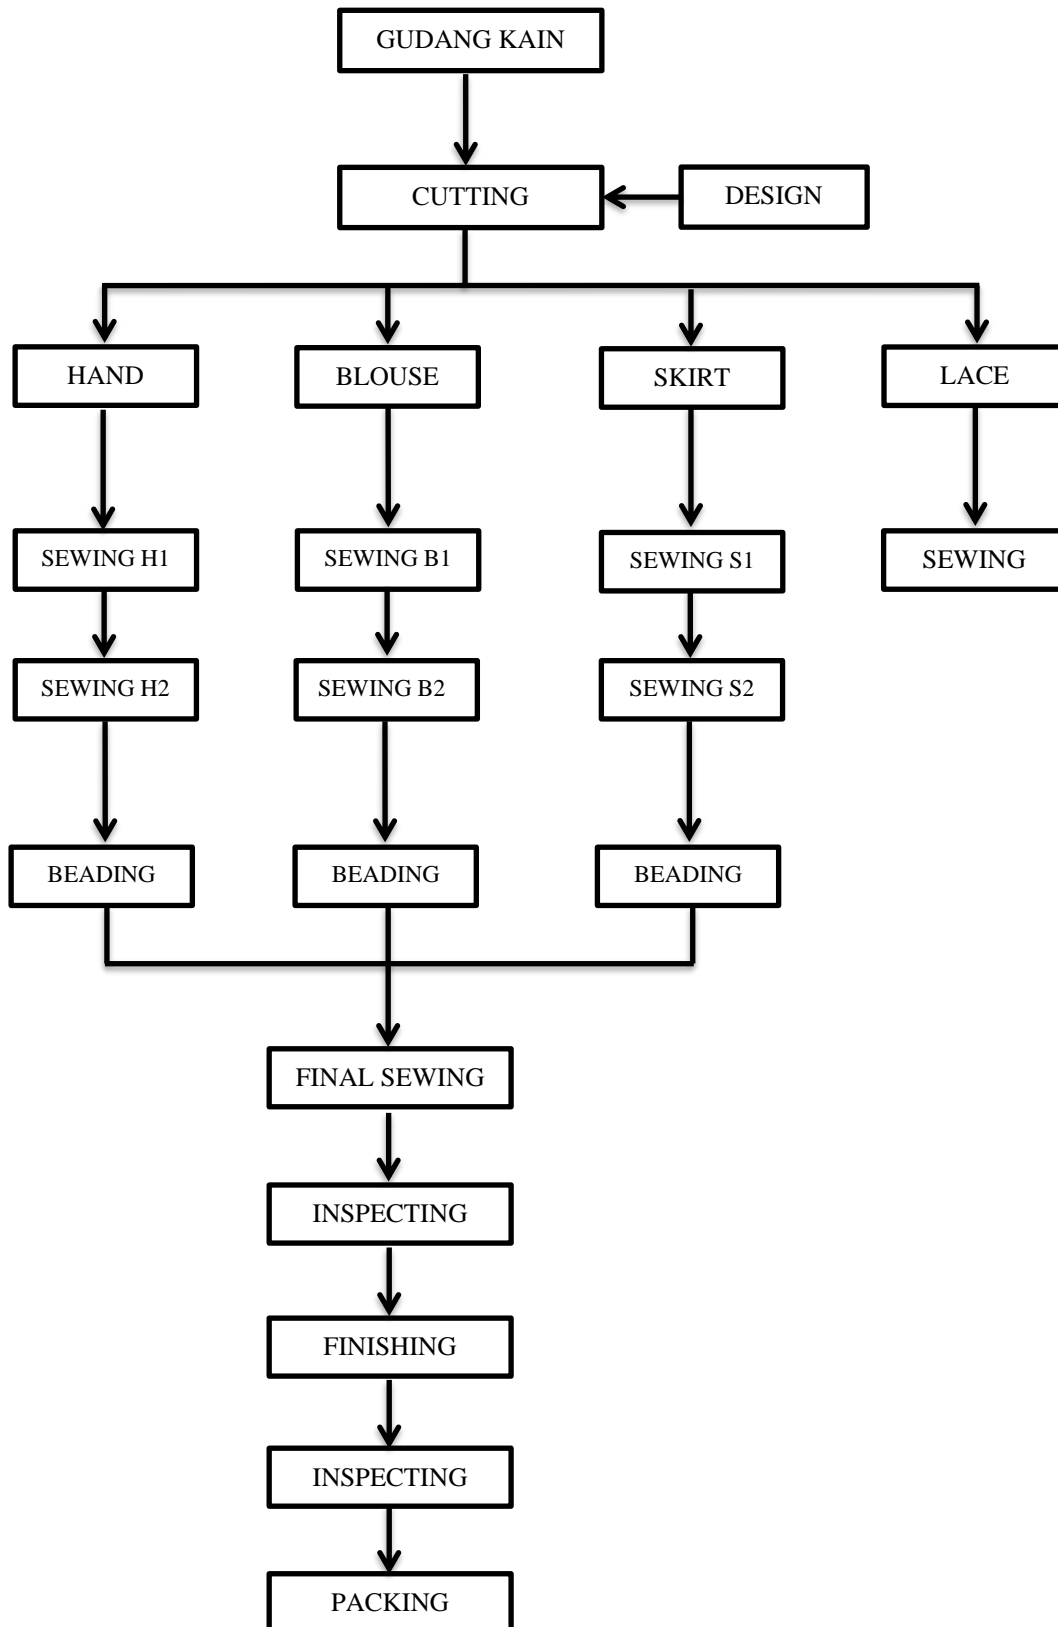 GUDANG KAIN
CUTTING
DESIGN
HAND
BLOUSE
SKIRT
LACE
SEWING H1
SEWING B1
SEWING S1
SEWING
SEWING H2
SEWING B2
SEWING S2
BEADING
BEADING
BEADING
FINAL SEWING
INSPECTING
FINISHING
INSPECTING
PACKING